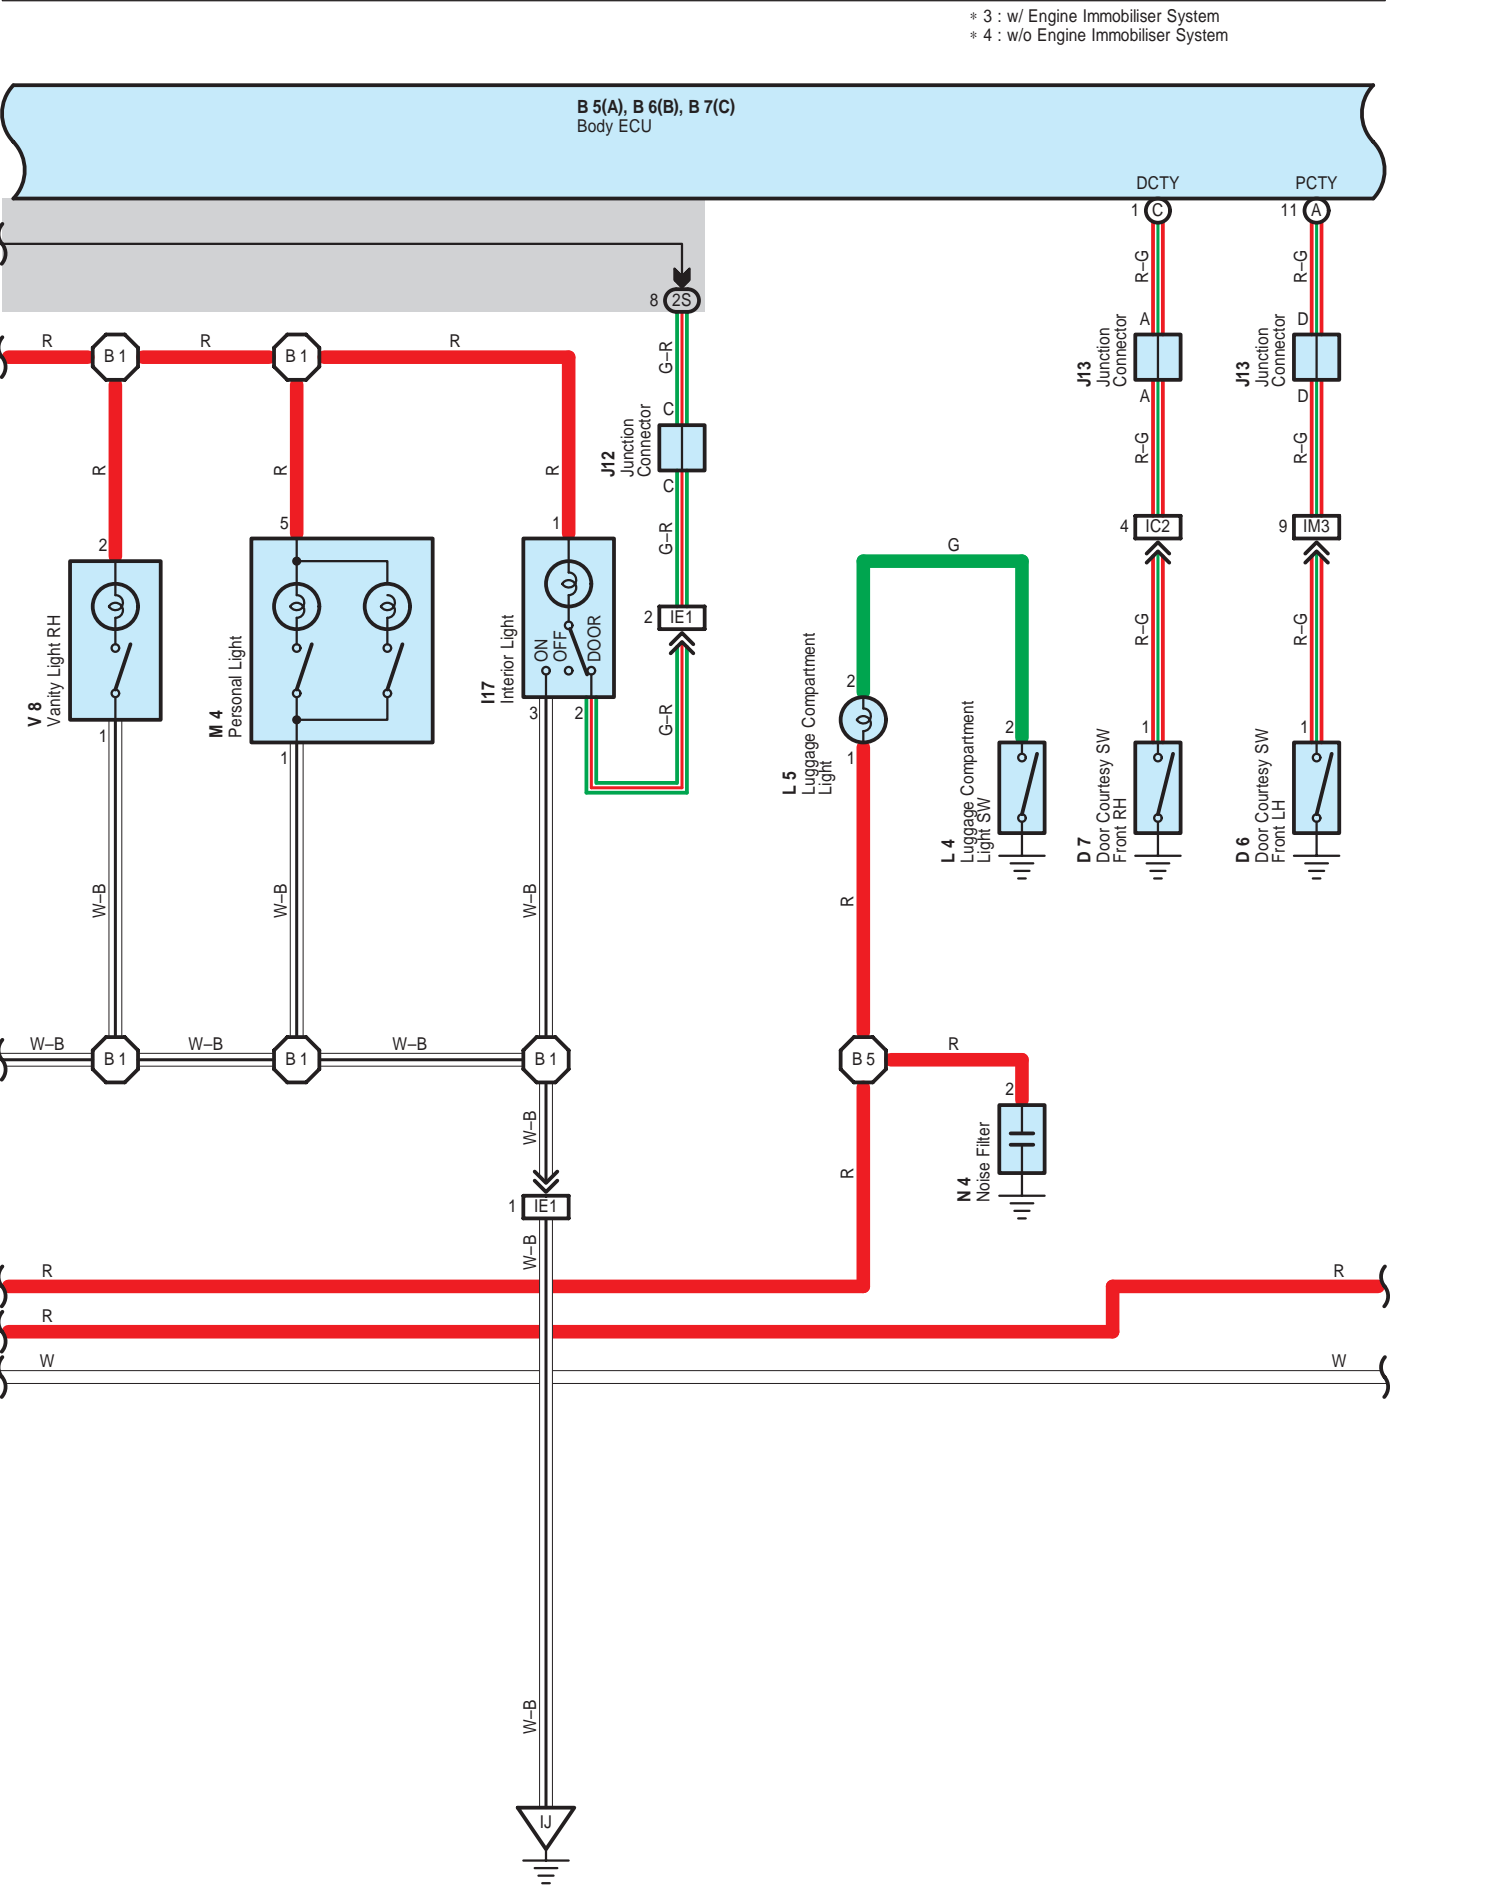 * 3 : w/ Engine Immobiliser System
* 4 : w/o Engine Immobiliser System
B 5(A), B 6(B), B 7(C)
Body ECU
DCTY
PCTY
1
C
11
A
R–G
R–G
8
2S
R
R
R
B 1
B 1
G–R
A
D
J13
Junction
Connector
J13
Junction
Connector
A
D
C
J12
Junction
Connector
C
R
R
R
R–G
R–G
5
1
2
G–R
4
IC2
9
IM3
G
2
IE1
ON
OFF
DOOR
V 8
Vanity Light RH
M 4
Personal Light
I17
Interior Light
R–G
R–G
2
3
2
G–R
1
1
L 5
Luggage Compartment
Light
1
2
1
1
L 4
Luggage Compartment
Light SW
D 7
Door Courtesy SW
Front RH
D 6
Door Courtesy SW
Front LH
W–B
W–B
W–B
R
W–B
W–B
W–B
R
B 1
B 1
B 1
B 5
2
W–B
R
N 4
Noise Filter
1
IE1
W–B
R
R
R
W
W
W–B
IJ